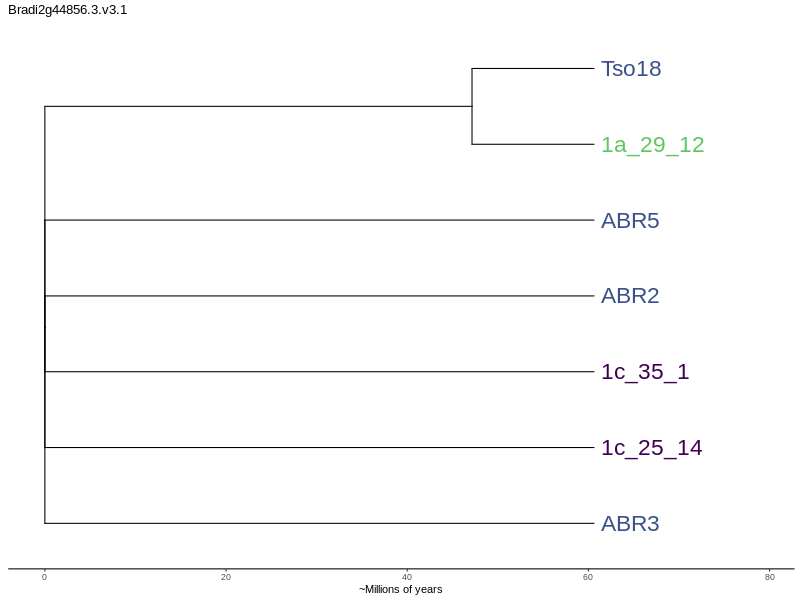 Bradi2g44856.3.v3.1
Tso18
1a_29_12
ABR5
ABR2
1c_35_1
1c_25_14
ABR3
0 20 40 60 80
~Millions of years